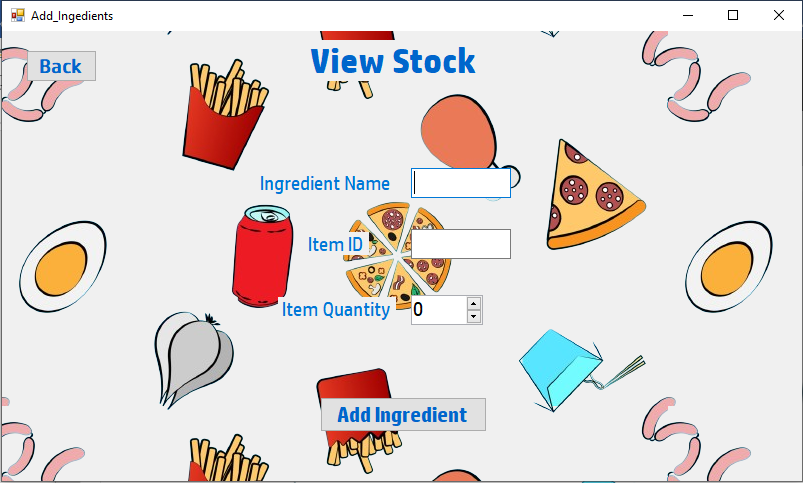 Add_Ingedients
Back
View Stock
Ingredient Name
Item ID
Item Quantity
0
Add Ingredient